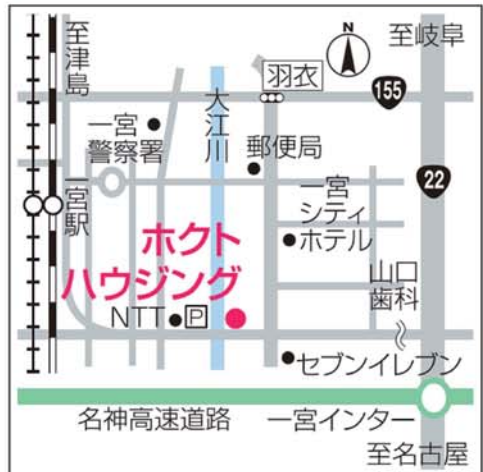 N
至岐阜
至津島
羽衣
155
大江川
一宮
警察署
郵便局
22
一宮駅
一宮
シティ
ホテル
ホクト
ハウジング
山口
歯科
NTT
P
セブンイレブン
名神高速道路
一宮インター
至名古屋